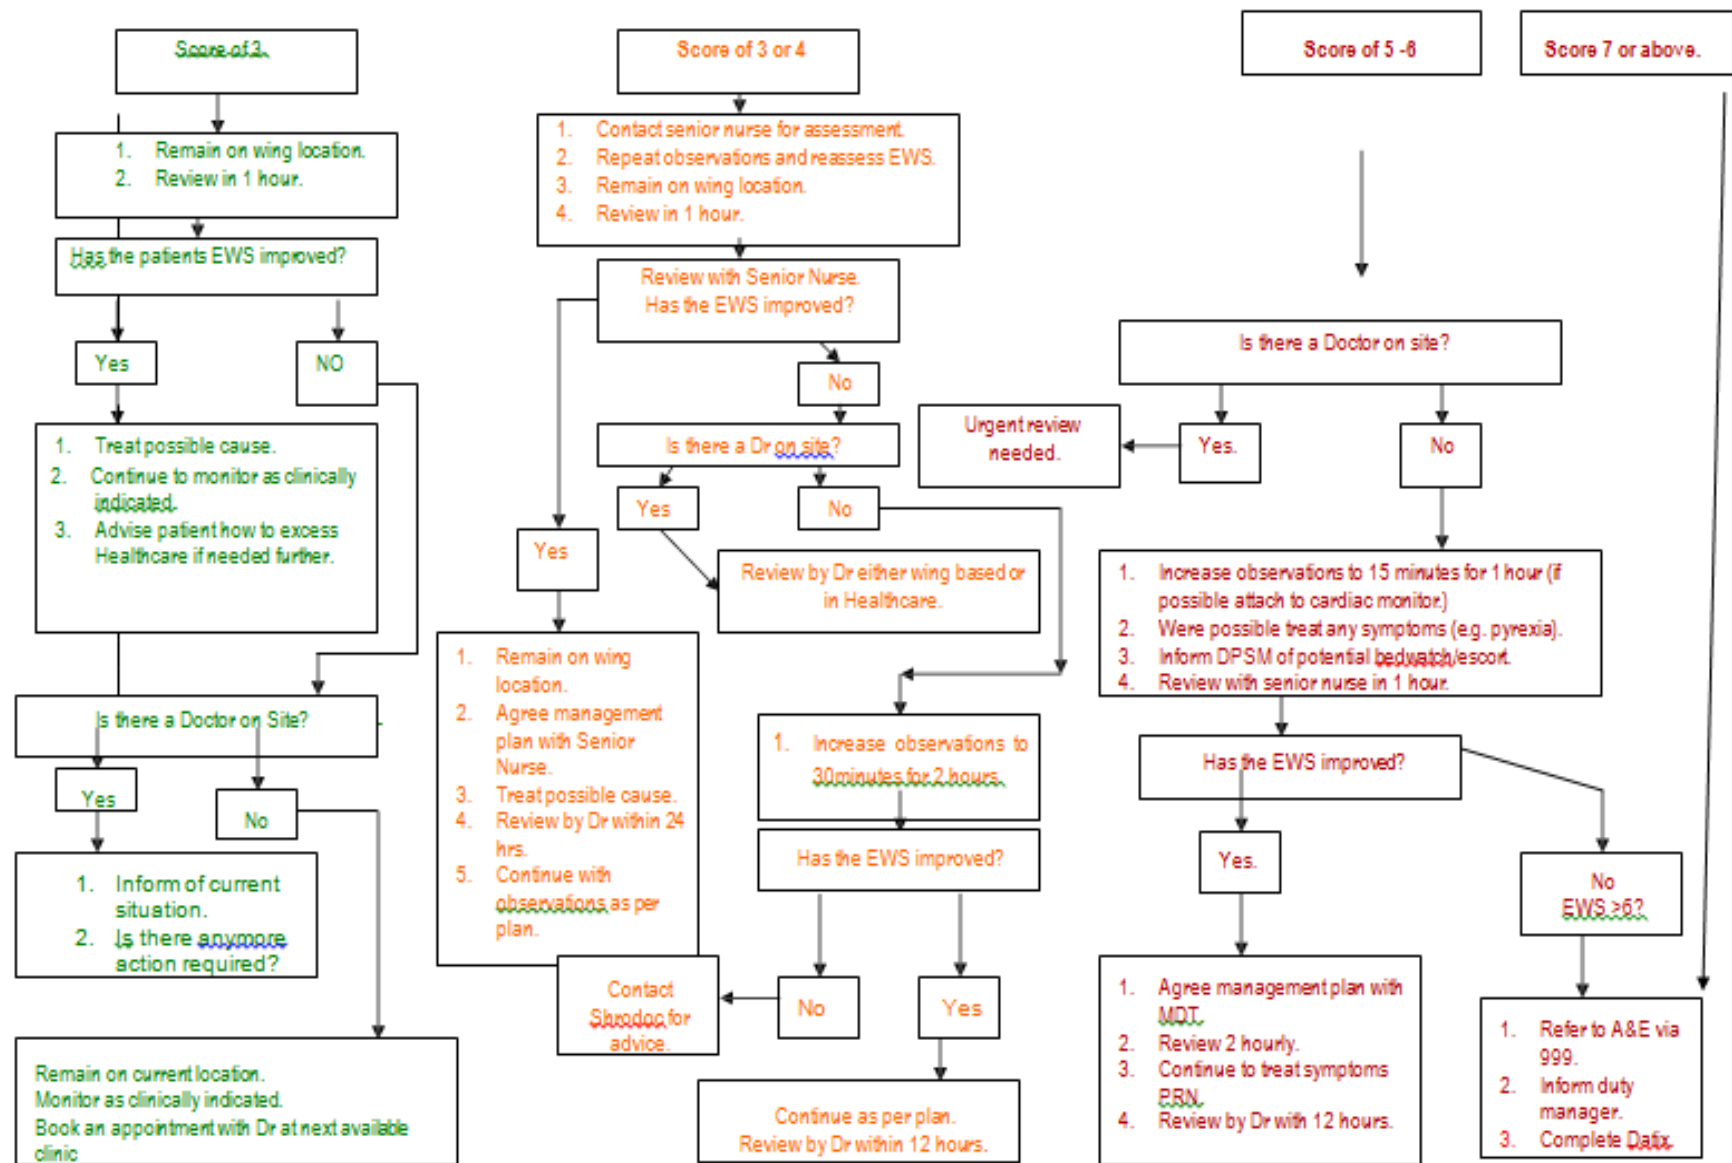 Score of 3.
Remain on wing location.
1.
2. Review in 1 hour.
Has the patients EWS improved?
Yes
NO
1. Treat possible cause.
2. Continue to monitor as clinically
indicated.
3. Advise patient how to excess
Healthcare if needed further.
Is there a Doctor on Site?
Yes
No
1. Inform of current
situation.
2. Is there anymore
action required?
Remain on current location.
Monitor as clinically indicated.
Book an appointment with Dr at next available
clinic
Score of 3 or 4
1. Contact senior nurse for assessment.
2. Repeat observations and reassess EWS.
3. Remain on wing location.
4. Review in 1 hour.
Review with Senior Nurse.
Has the EWS improved?
No
Is there a Dr on site?
Yes
No
Yes
Review by Dr either wing based or
in Healthcare.
1. Remain on wing
location.
2. Agree management
plan with Senior
Nurse.
3. Treat possible cause.
4. Review by Dr within 24
hrs.
5. Continue with
observations as per
plan.
1. Increase observations to
30minutes for 2 hours.
Has the EWS improved?
No
Yes
Contact
Shrodoc for
advice.
Continue as per plan.
Review by Dr within 12 hours.
Score of 5 -6
Is there a Doctor on site?
Yes.
No
Urgent review
needed.
1. Increase observations to 15 minutes for 1 hour (if
possible attach to cardiac monitor.)
2. Were possible treat any symptoms (e.g. pyrexia).
3. Inform DPSM of potential bedwatch/escort.
4. Review with senior nurse in 1 hour.
Has the EWS improved?
Yes.
No
EWS >6?
1. Agree management plan with
MDT.
2. Review 2 hourly.
3. Continue to treat symptoms
PRN.
4. Review by Dr with 12 hours.
Score 7 or above.
1. Refer to A&E via
999.
2. Inform duty
manager.
3. Complete Datix.